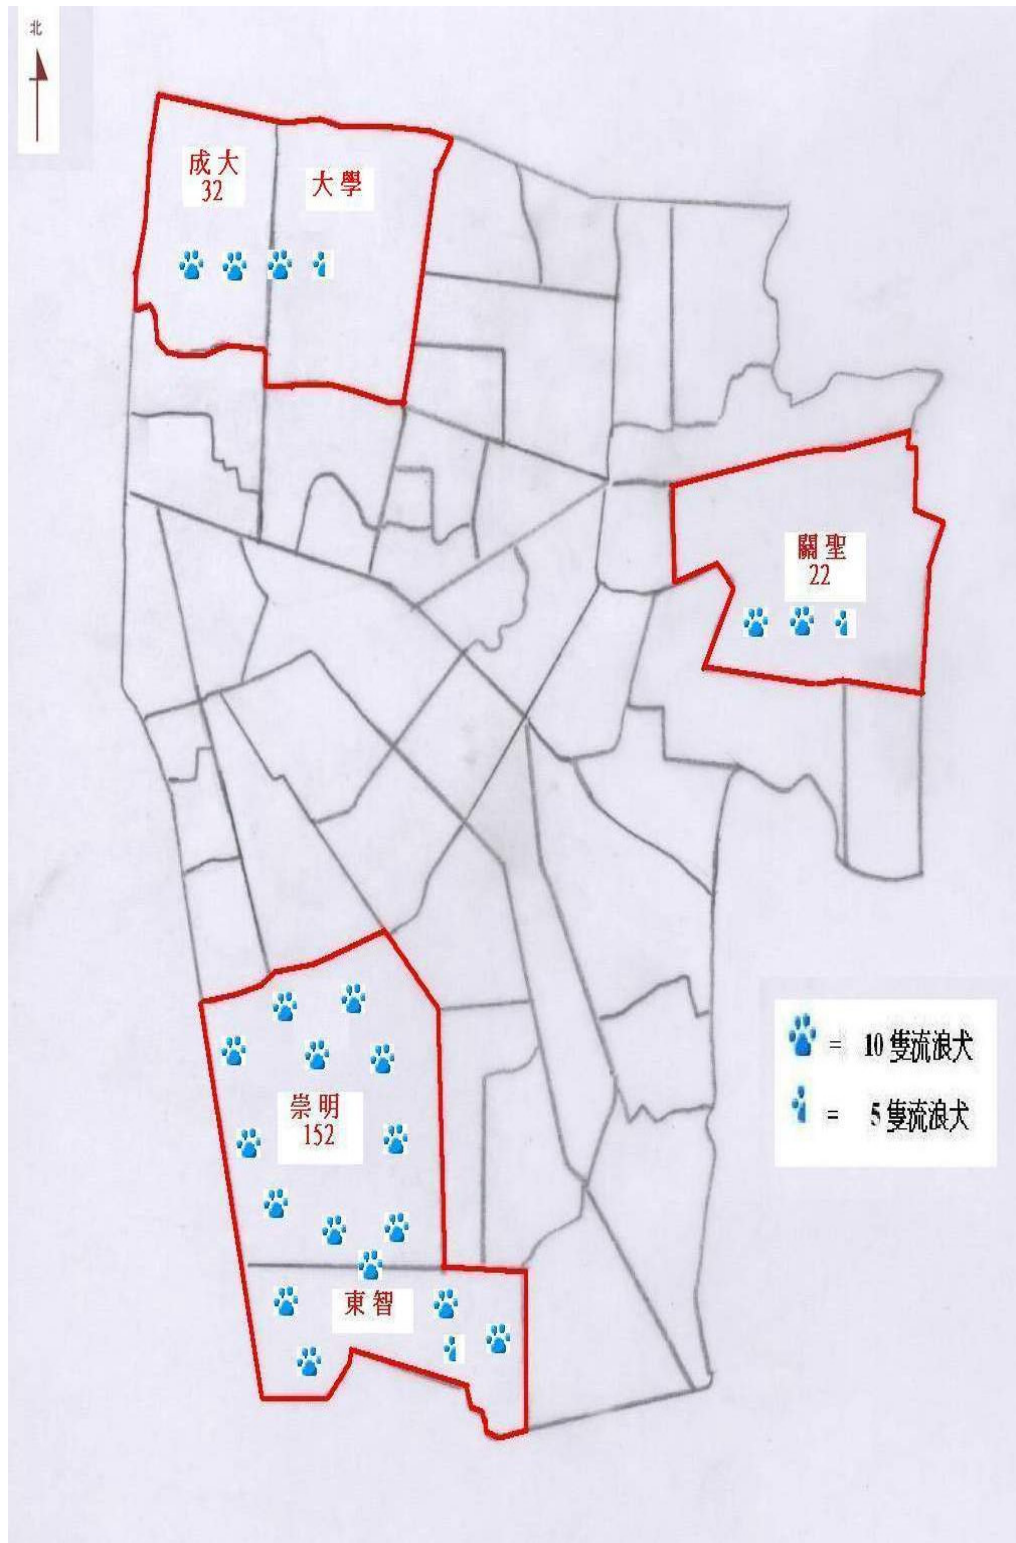 北
成大
32
大學
關聖
22
崇明
152
東智
= 10隻流浪犬
= 5隻流浪犬